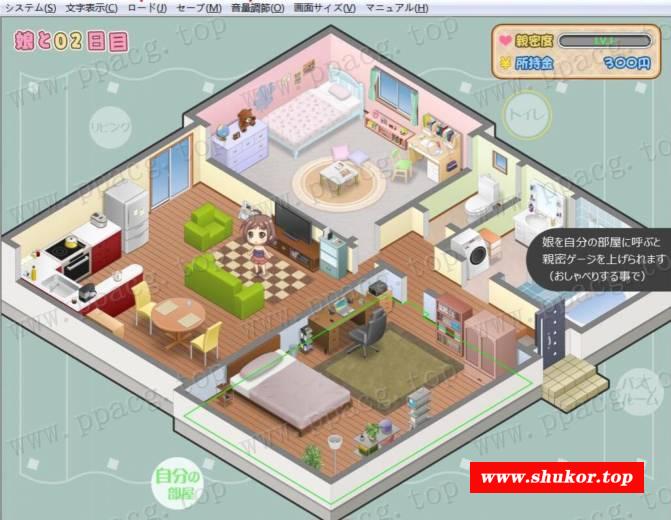 システム(S) 文字表示(C) ロード(J) セーブ(M) 音量調節(O) 画面サイズ(V) マニュアル(H)
娘と02日目
親密度 LV.1
¥ 所持金 300円
リビング
トイレ
娘を自分の部屋に呼ぶと
親密ゲージを上げられます
(おしゃべりする事で)
バスルーム
自分の
部屋
www.ppacg.top
www.shukor.top